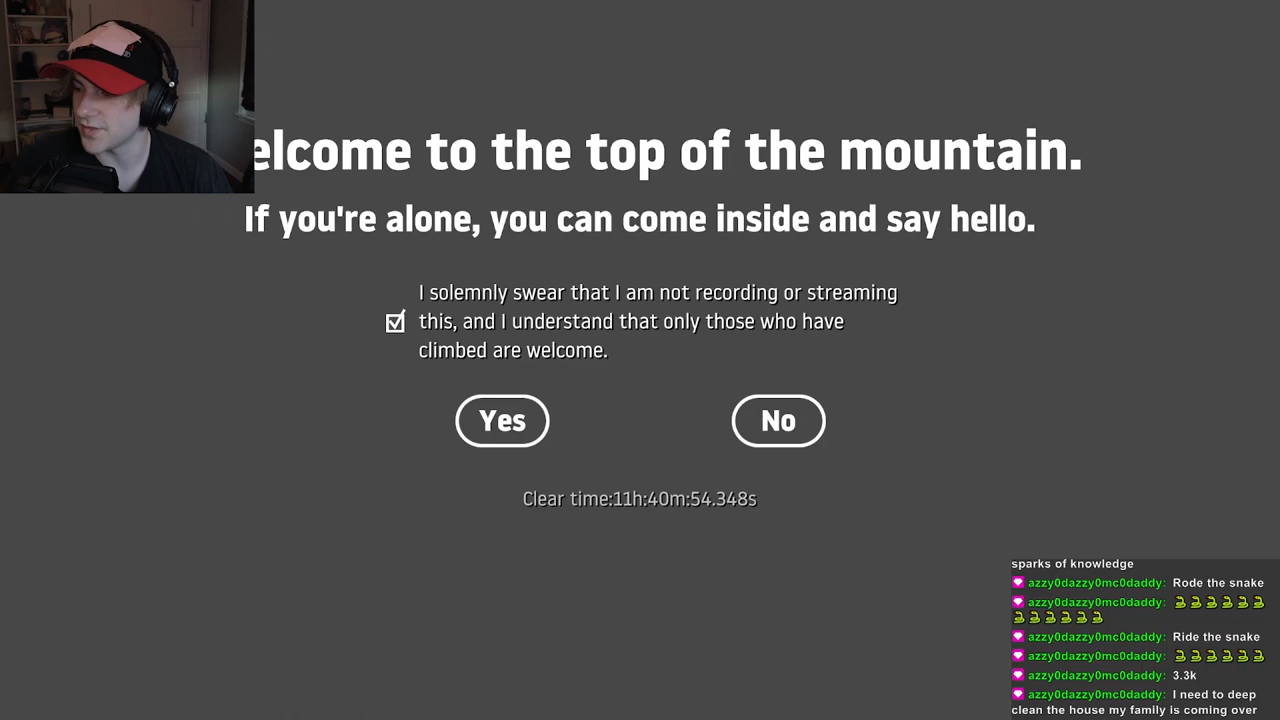 elcome to the top of the mountain.
If you're alone, you can come inside and say hello.
I solemnly swear that I am not recording or streaming
this, and I understand that only those who have
climbed are welcome.
Yes
No
Clear time:11h:40m:54.348s
sparks of knowledge
azzy0dazzy0mc0daddy: Rode the snake
azzy0dazzy0mc0daddy:
azzy0dazzy0mc0daddy: Ride the snake
azzy0dazzy0mc0daddy:
azzy0dazzy0mc0daddy: 3.3k
azzy0dazzy0mc0daddy: I need to deep
clean the house my family is coming over